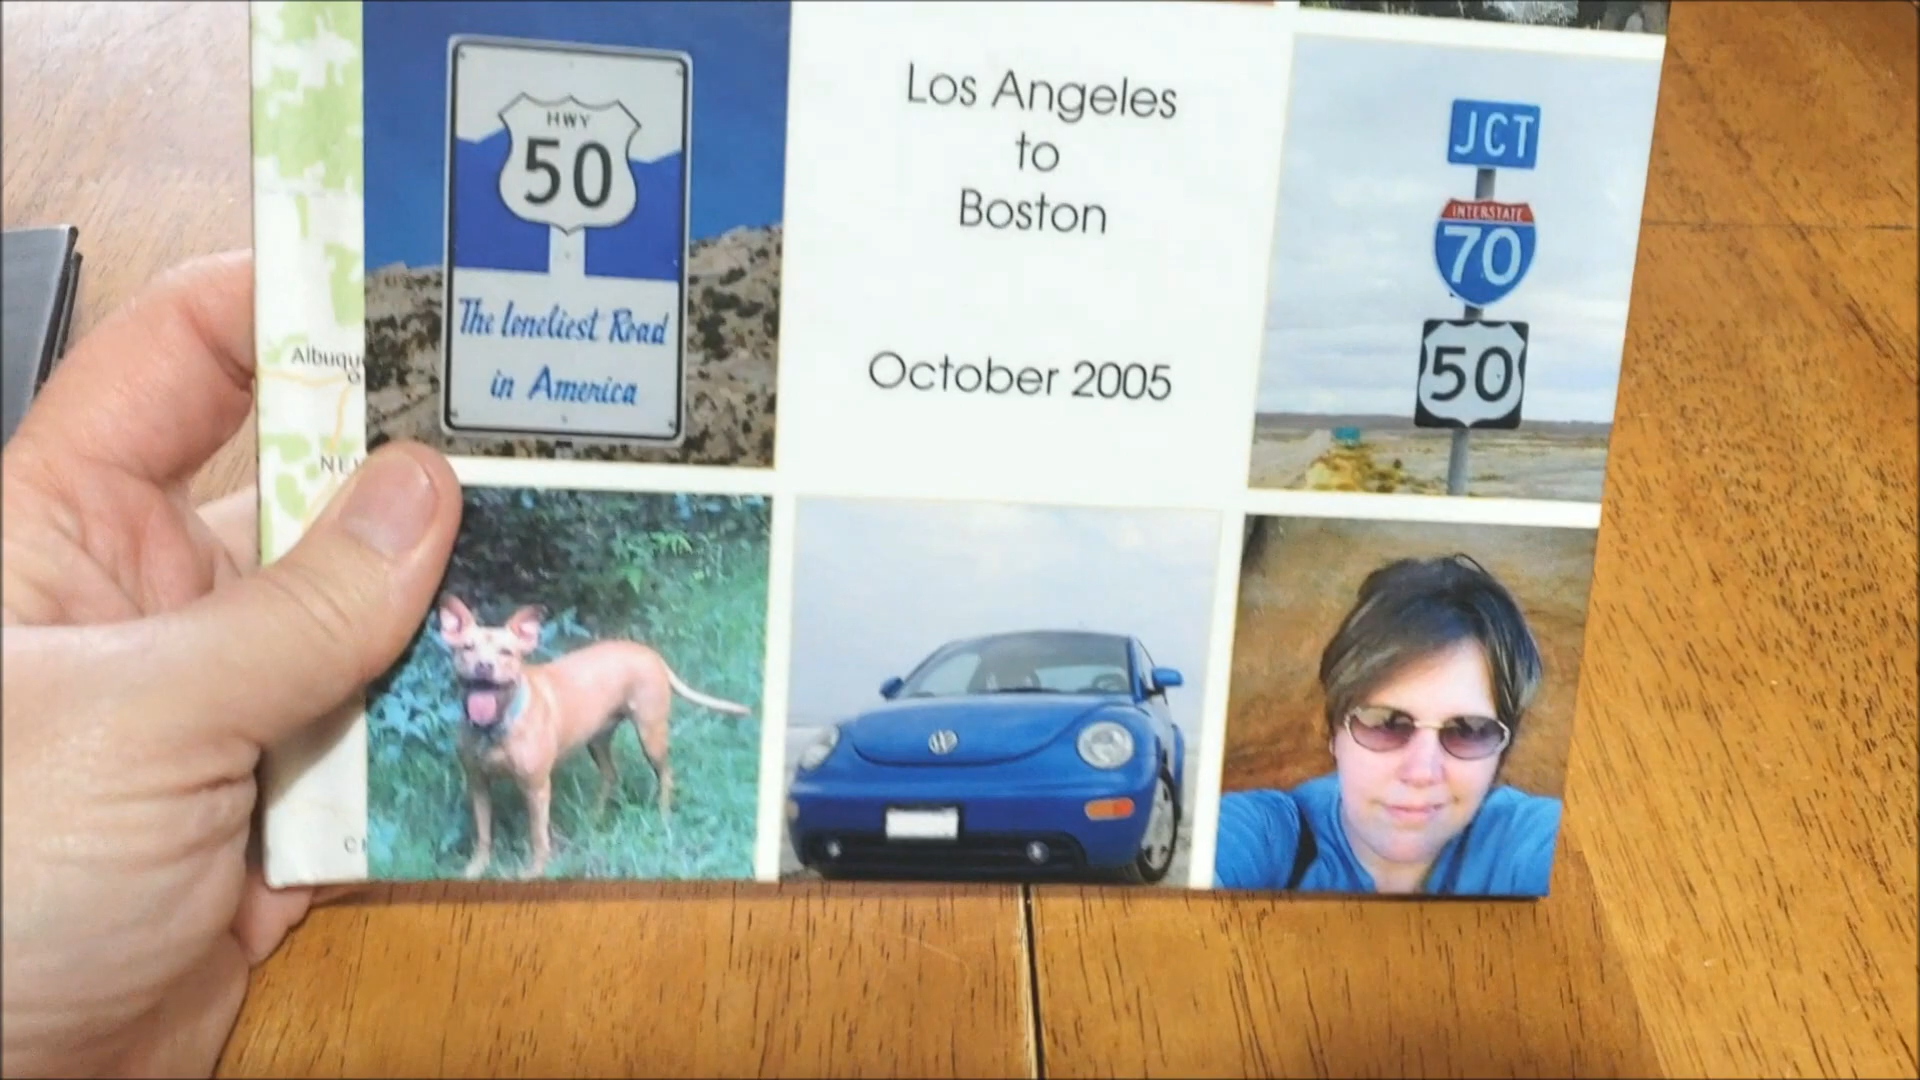 HWY
50
The Loneliest Road
in America
Los Angeles
to
Boston
October 2005
JCT
INTERSTATE
70
50